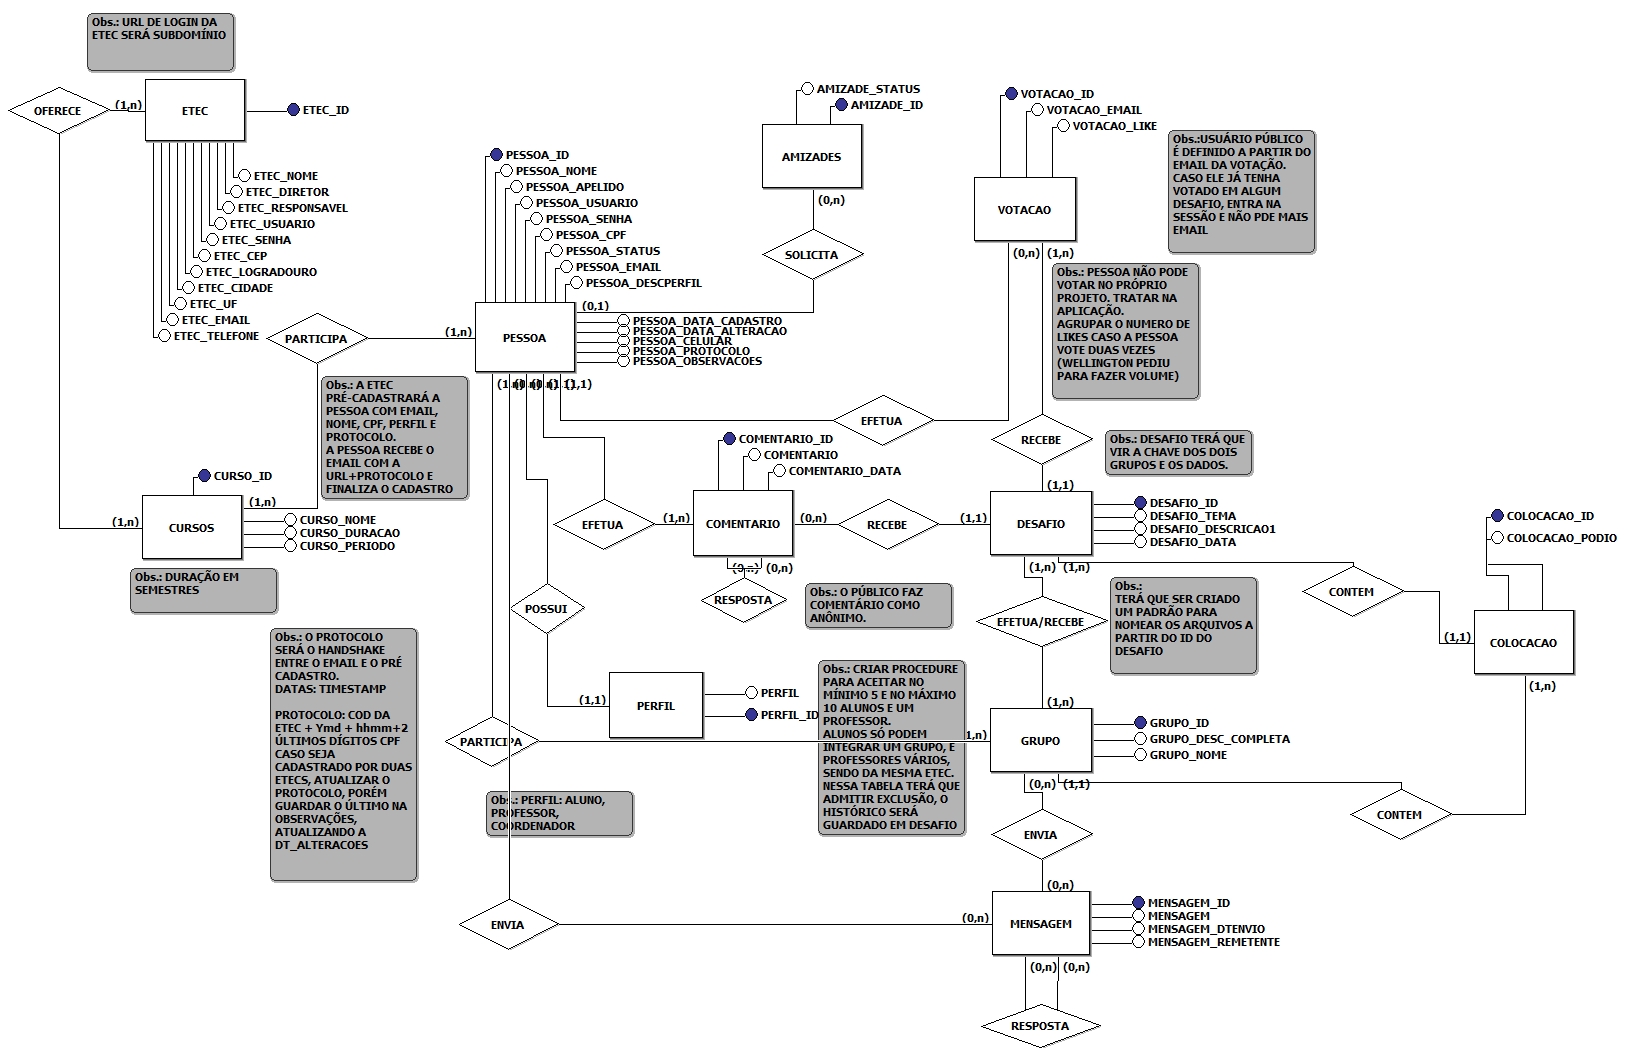 Obs.: URL DE LOGIN DA
ETEC SERÁ SUBDOMÍNIO
OFERECE
(1,n)
ETEC
ETEC_ID
ETEC_NOME
ETEC_DIRETOR
ETEC_RESPONSAVEL
ETEC_USUARIO
ETEC_SENHA
ETEC_CEP
ETEC_LOGRADOURO
ETEC_CIDADE
ETEC_UF
ETEC_EMAIL
ETEC_TELEFONE
PARTICIPA
(1,n)
PESSOA_ID
PESSOA_NOME
PESSOA_APELIDO
PESSOA_USUARIO
PESSOA_SENHA
PESSOA_CPF
PESSOA_STATUS
PESSOA_EMAIL
PESSOA_DESCPERFIL
(0,1)
PESSOA
PESSOA_DATA_CADASTRO
PESSOA_DATA_ALTERACAO
PESSOA_CELULAR
PESSOA_PROTOCOLO
PESSOA_OBSERVACOES
(1,1)
AMIZADE_STATUS
AMIZADE_ID
AMIZADES
(0,n)
SOLICITA
VOTACAO_ID
VOTACAO_EMAIL
VOTACAO_LIKE
VOTACAO
(0,n)
(1,n)
Obs.:USUÁRIO PÚBLICO
É DEFINIDO A PARTIR DO
EMAIL DA VOTAÇÃO.
CASO ELE JÁ TENHA
VOTADO EM ALGUM
DESAFIO, ENTRA NA
SESSÃO E NÃO PDE MAIS
EMAIL
Obs.: PESSOA NÃO PODE
VOTAR NO PRÓPRIO
PROJETO. TRATAR NA
APLICAÇÃO.
AGRUPAR O NUMERO DE
LIKES CASO A PESSOA
VOTE DUAS VEZES
(WELLINGTON PEDIU
PARA FAZER VOLUME)
Obs.: A ETEC
PRÉ-CADASTRARÁ A
PESSOA COM EMAIL,
NOME, CPF, PERFIL E
PROTOCOLO.
A PESSOA RECEBE O
EMAIL COM A
URL+PROTOCOLO E
FINALIZA O CADASTRO
EFETUA
RECEBE
Obs.: DESAFIO TERÁ QUE
VIR A CHAVE DOS DOIS
GRUPOS E OS DADOS.
CURSO_ID
(1,n)
(1,n)
CURSOS
CURSO_NOME
CURSO_DURACAO
CURSO_PERIODO
Obs.: DURAÇÃO EM
SEMESTRES
COMENTARIO_ID
COMENTARIO
COMENTARIO_DATA
EFETUA
(1,n)
COMENTARIO
(0,n)
RECEBE
(1,1)
(1,1)
DESAFIO
DESAFIO_ID
DESAFIO_TEMA
DESAFIO_DESCRICAO1
DESAFIO_DATA
(1,n)
(1,n)
COLOCACAO_ID
COLOCACAO_PODIO
(0,n)
(0,n)
RESPOSTA
Obs.: O PÚBLICO FAZ
COMENTÁRIO COMO
ANÔNIMO.
POSSUI
EFETUA/RECEBE
Obs.:
TERÁ QUE SER CRIADO
UM PADRÃO PARA
NOMEAR OS ARQUIVOS A
PARTIR DO ID DO
DESAFIO
CONTEM
(1,1)
COLOCACAO
(1,n)
Obs.: O PROTOCOLO
SERÁ O HANDSHAKE
ENTRE O EMAIL E O PRÉ
CADASTRO.
DATAS: TIMESTAMP
PROTOCOLO: COD DA
ETEC + Ymd + hhmm+2
ÚLTIMOS DÍGITOS CPF
CASO SEJA
CADASTRADO POR DUAS
ETECS, ATUALIZAR O
PROTOCOLO, PORÉM
GUARDAR O ÚLTIMO NA
OBSERVAÇÕES,
ATUALIZANDO A
DT_ALTERACOES
(1,1)
PERFIL
PERFIL
PERFIL_ID
Obs.: CRIAR PROCEDURE
PARA ACEITAR NO
MÍNIMO 5 E NO MÁXIMO
10 ALUNOS E UM
PROFESSOR.
ALUNOS SÓ PODEM
INTEGRAR UM GRUPO, E
PROFESSORES VÁRIOS,
SENDO DA MESMA ETEC.
NESSA TABELA TERÁ QUE
ADMITIR EXCLUSÃO, O
HISTÓRICO SERÁ
GUARDADO EM DESAFIO
PARTICIPA
1,n)
(1,n)
GRUPO
GRUPO_ID
GRUPO_DESC_COMPLETA
GRUPO_NOME
(0,n)
(1,1)
Obs.: PERFIL: ALUNO,
PROFESSOR,
COORDENADOR
CONTEM
ENVIA
(0,n)
ENVIA
(0,n)
MENSAGEM
MENSAGEM_ID
MENSAGEM
MENSAGEM_DTENVIO
MENSAGEM_REMETENTE
(0,n)
(0,n)
RESPOSTA